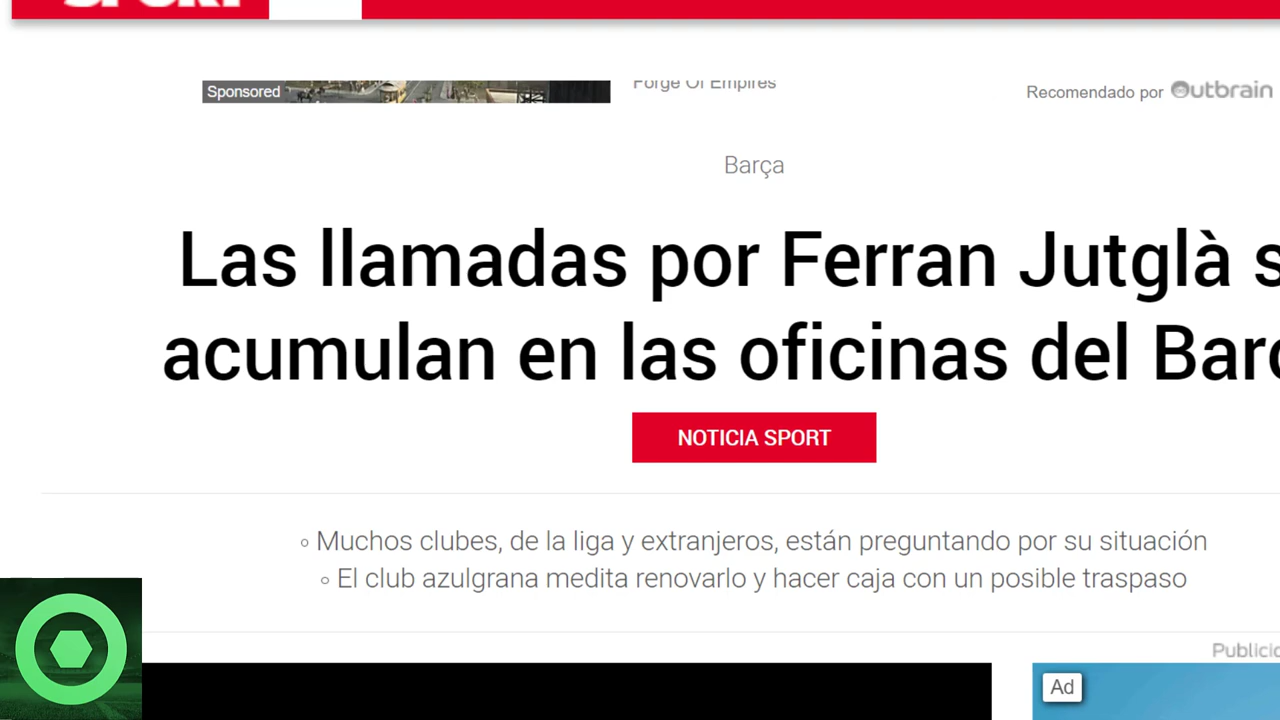 SPORT
Sponsored
Forge Of Empires
Recomendado por Outbrain
Barça
Las llamadas por Ferran Jutglà
acumulan en las oficinas del
NOTICIA SPORT
◦ Muchos clubes, de la liga y extranjeros, están preguntando por su situación
◦ El club azulgrana medita renovarlo y hacer caja con un posible traspaso
Ad